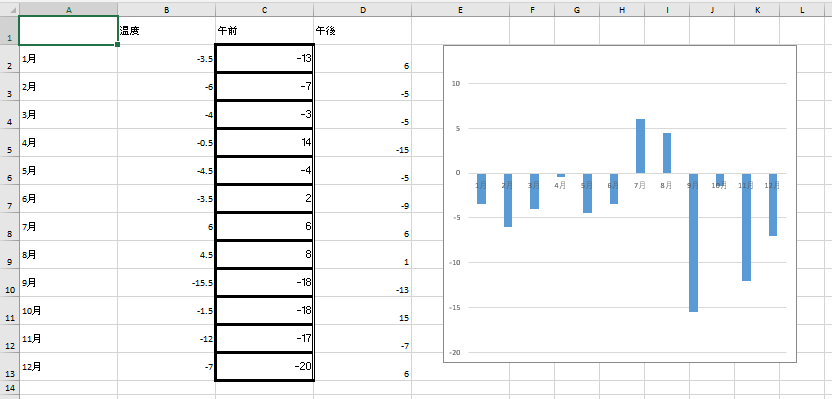 A B C D E F G H I J K L
1 温度 午前 午後
2 1月 -3.5 -13 6
3 2月 -6 -7 -5
4 3月 -4 -3 -5
5 4月 -0.5 14 -15
6 5月 -4.5 -4 -5
7 6月 -3.5 2 -9
8 7月 6 6 6
9 8月 4.5 8 1
10 9月 -15.5 -18 -13
11 10月 -1.5 -18 15
12 11月 -12 -17 -7
13 12月 -7 -20 6
14
10
5
0
1月 2月 3月 4月 5月 6月 7月 8月 9月 10月 11月 12月
-5
-10
-15
-20